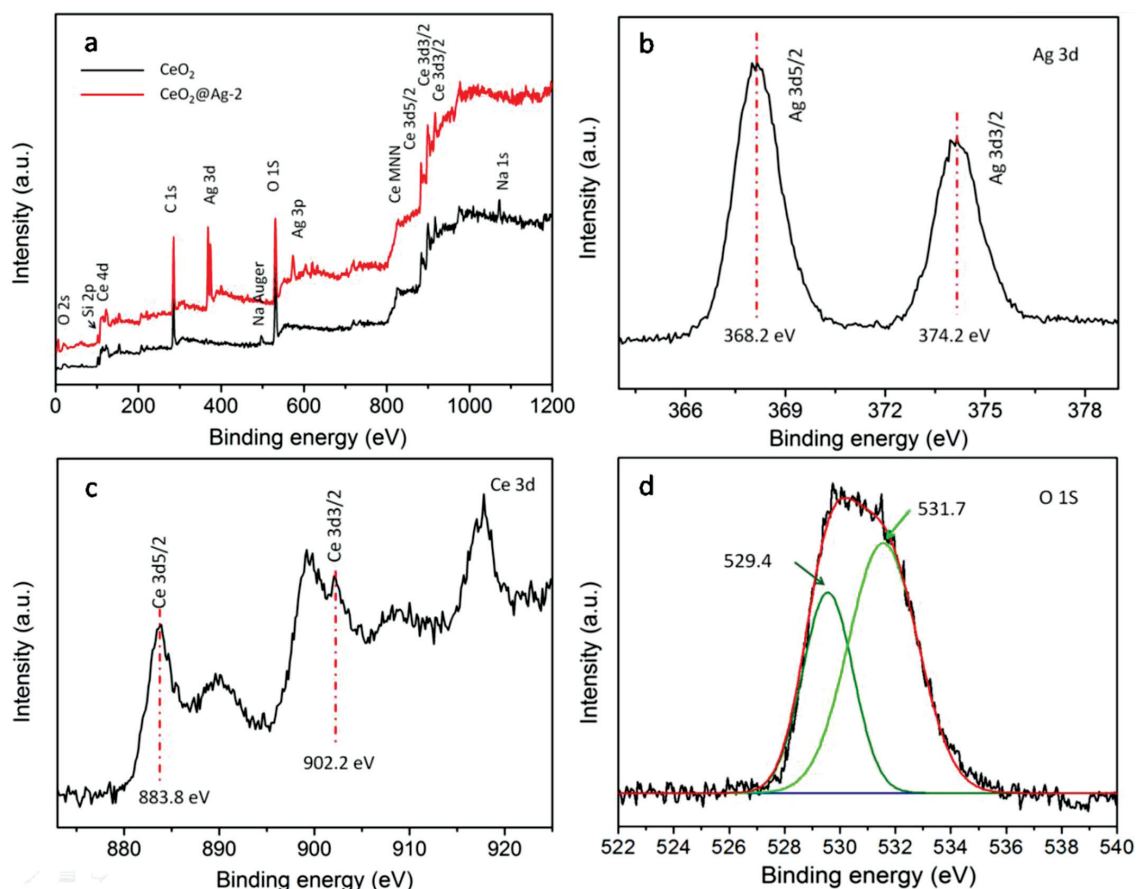 a
CeO2
CeO2@Ag-2
O 2s
Si 2p
Ce 4d
C 1s
Ag 3d
Na Auger
O 1S
Ag 3p
Ce MNN
Ce 3d5/2
Ce 3d3/2
Ce 3d3/2
Na 1s
Intensity (a.u.)
0 200 400 600 800 1000 1200
Binding energy (eV)
b
Ag 3d
Ag 3d5/2
Ag 3d3/2
368.2 eV
374.2 eV
Intensity (a.u.)
366 369 372 375 378
Binding energy (eV)
c
Ce 3d
Ce 3d5/2
Ce 3d3/2
883.8 eV
902.2 eV
Intensity (a.u.)
880 890 900 910 920
Binding energy (eV)
d
O 1S
529.4
531.7
Intensity (a.u.)
522 524 526 528 530 532 534 536 538 540
Binding energy (eV)